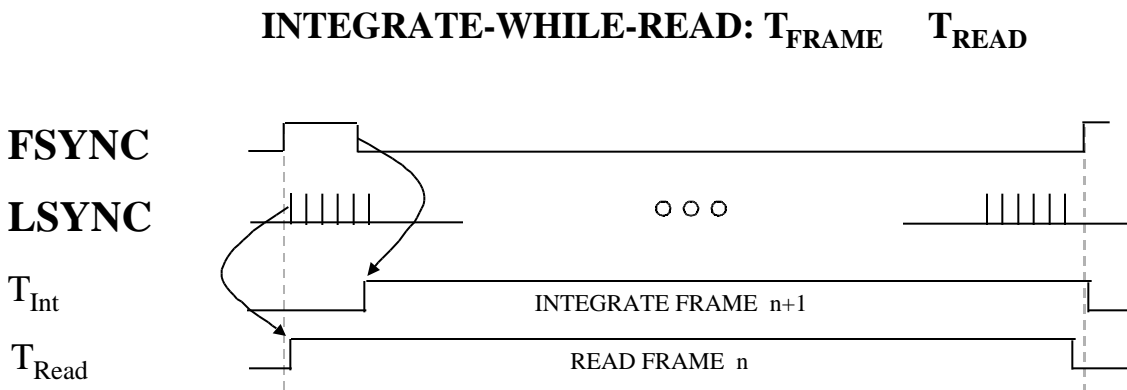 INTEGRATE-WHILE-READ: TFRAME TREAD
FSYNC
LSYNC
TInt
INTEGRATE FRAME n+1
TRead
READ FRAME n